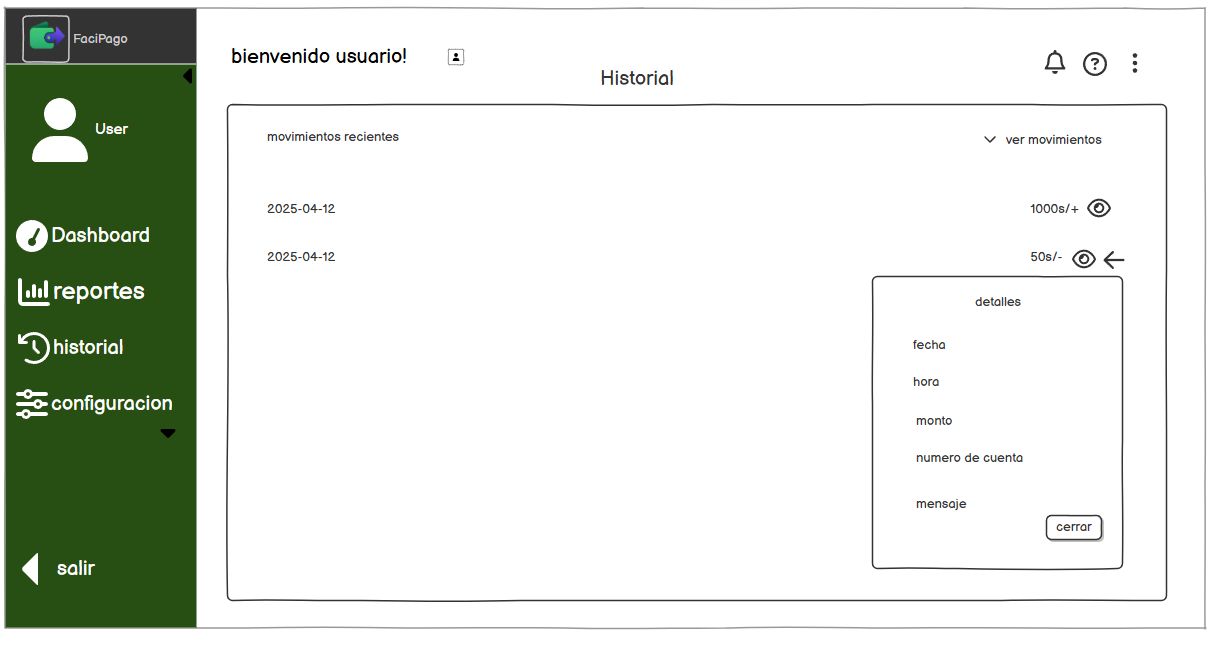 FaciPago
User
Dashboard
reportes
historial
configuracion
salir
bienvenido usuario!
Historial
movimientos recientes
ver movimientos
2025-04-12
1000s/+
2025-04-12
50s/-
detalles
fecha
hora
monto
numero de cuenta
mensaje
cerrar